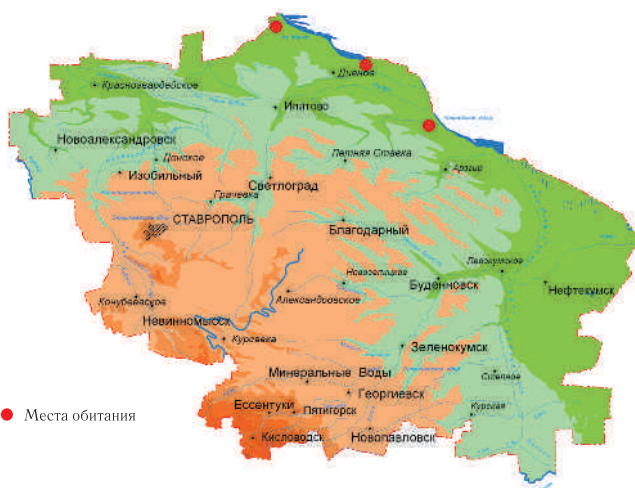 Дивное
Красногвардейское
Ипатово
Новоалександровск
Донское
Летняя Ставка
Арзгир
Изобильный
Светлоград
Грачевка
СТАВРОПОЛЬ
Благодарный
Левокумское
Новоселицкое
Буденновск
Нефтекумск
Кочубеевское
Александровское
Невинномысск
Курсавка
Зеленокумск
Минеральные Воды
Степное
Георгиевск
Ессентуки
Пятигорск
Курская
Места обитания
Кисловодск
Новопавловск